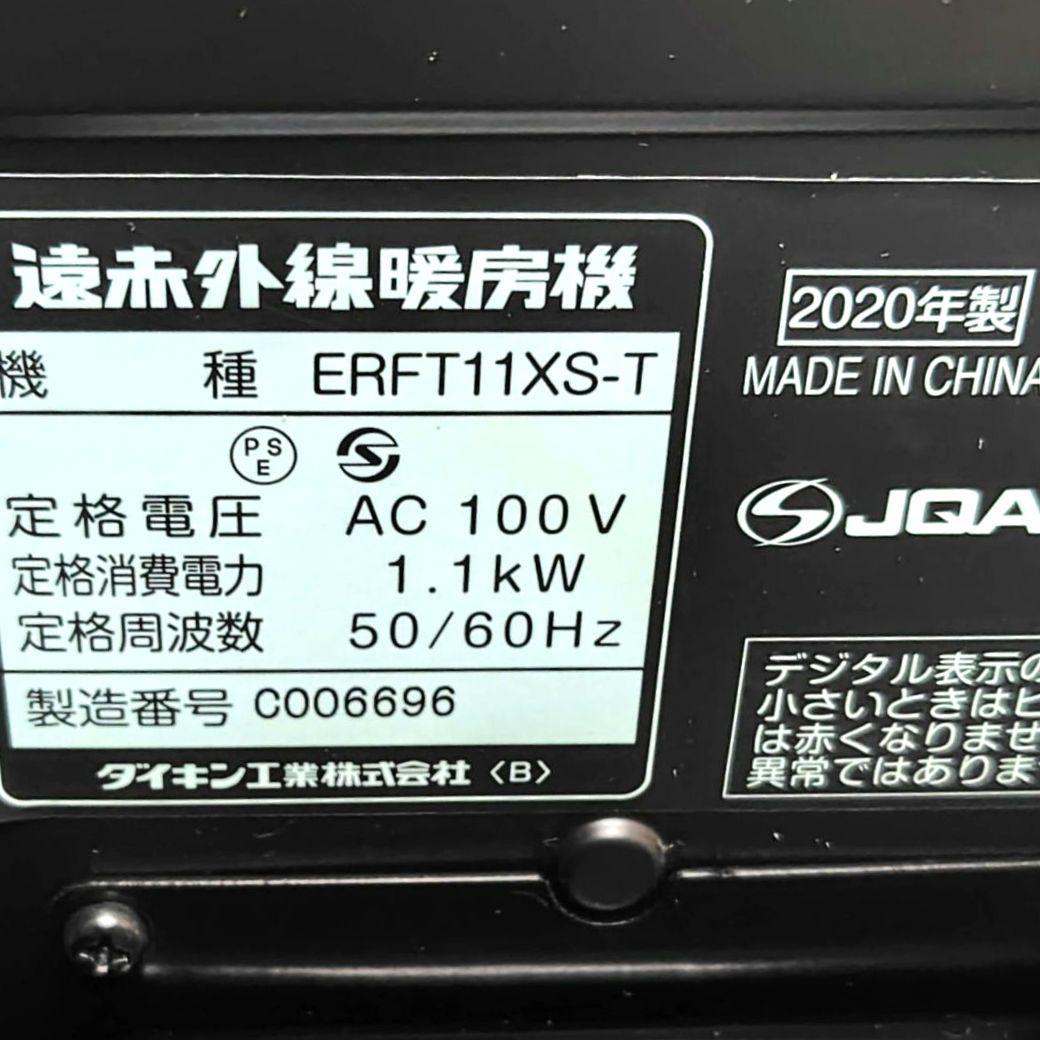 遠赤外線暖房機
機種 ERFT11XS-T
PSE
定格電圧 AC 100V
定格消費電力 1.1kW
定格周波数 50/60Hz
製造番号 C006696
ダイキン工業株式会社〈B〉
2020年製
MADE IN CHINA
JQA
デジタル表示の
小さいときはヒ
は赤くなりませ
異常ではありま